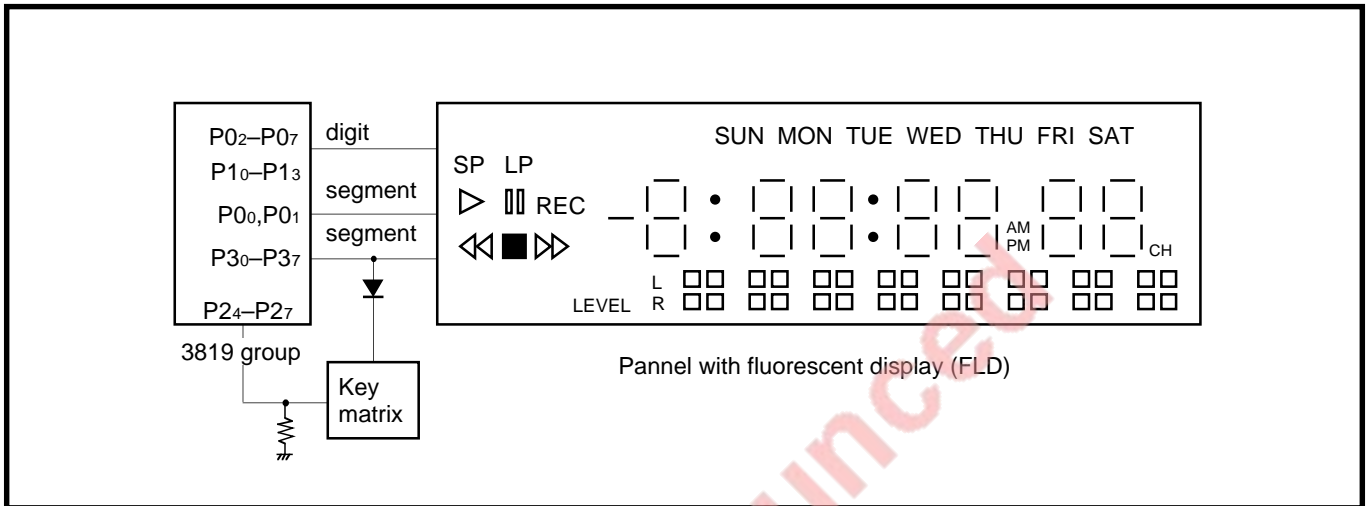 P02–P07
P10–P13
P00,P01
P30–P37
P24–P27
3819 group
digit
segment
segment
Key
matrix
SP LP
REC
SUN MON TUE WED THU FRI SAT
AM
PM
CH
LEVEL
L
R
Pannel with fluorescent display (FLD)